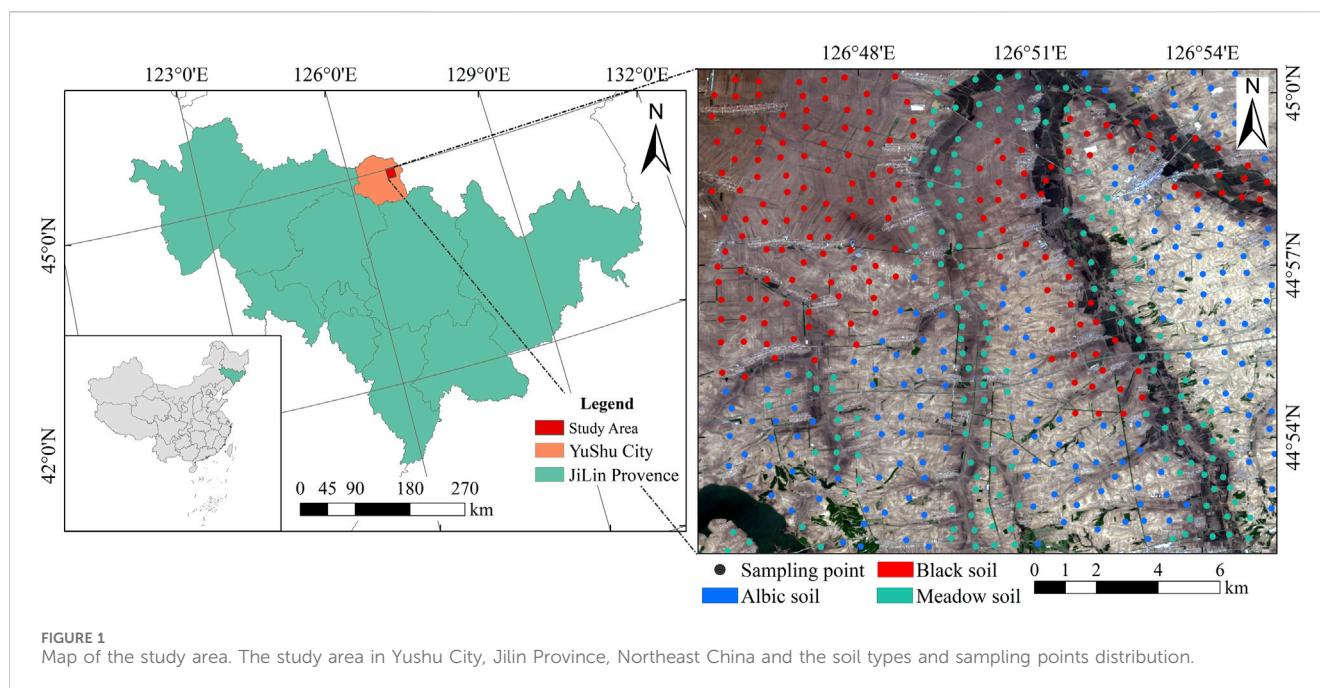 123°0'E
126°0'E
129°0'E
132°0'E
45°0'N
42°0'N
N
Legend
Study Area
YuShu City
JiLin Provence
0 45 90 180 270
km
126°48'E
126°51'E
126°54'E
45°0'N
44°57'N
44°54'N
N
Sampling point
Black soil
Albic soil
Meadow soil
0 1 2 4 6
km
FIGURE 1
Map of the study area. The study area in Yushu City, Jilin Province, Northeast China and the soil types and sampling points distribution.